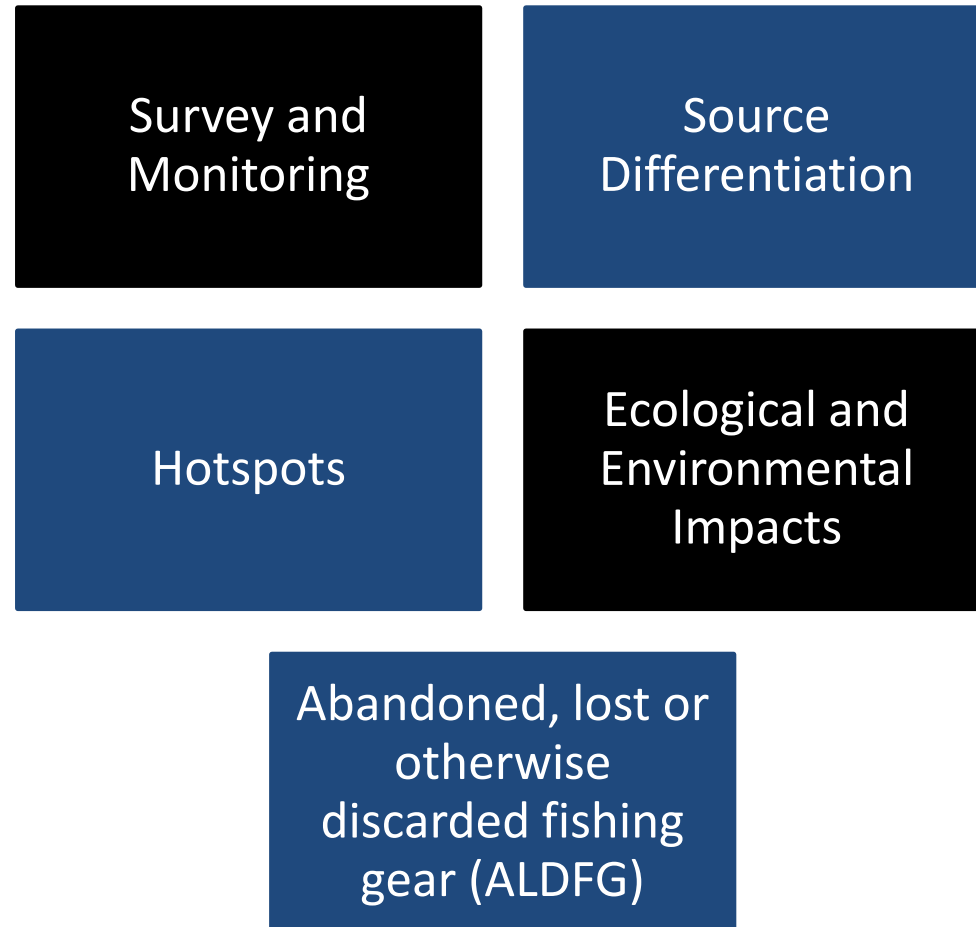 Survey and
Monitoring
Source
Differentiation
Hotspots
Ecological and
Environmental
Impacts
Abandoned, lost or
otherwise
discarded fishing
gear (ALDFG)